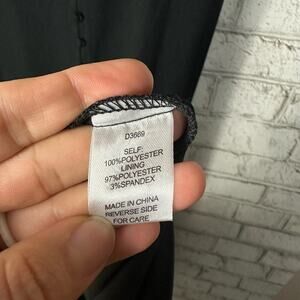 D3669
SELF:
100%POLYESTER
LINING
97%POLYESTER
3%SPANDEX
MADE IN CHINA
REVERSE SIDE
FOR CARE